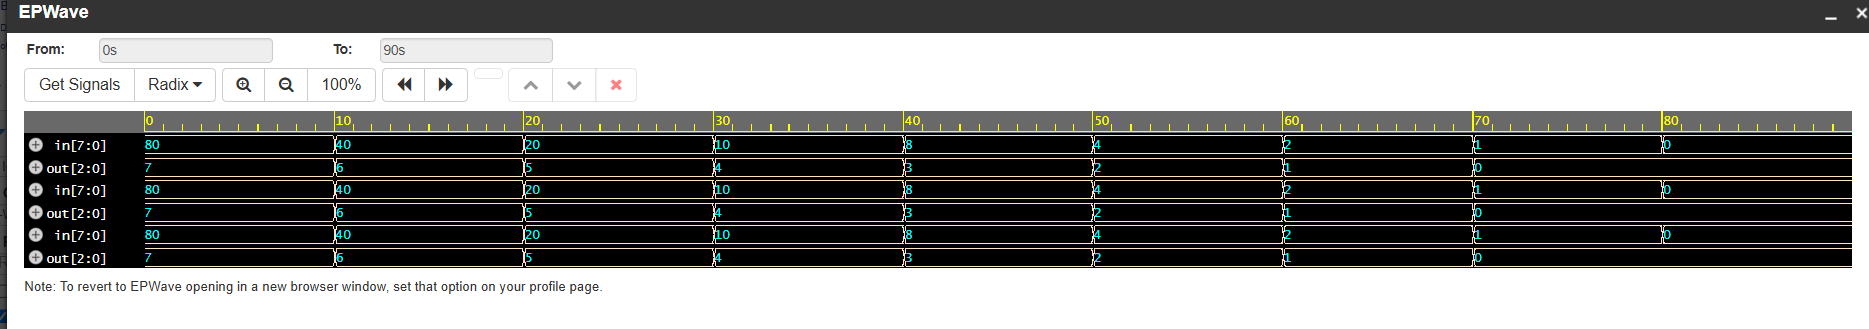 EPWave
From: 0s To: 90s
Get Signals Radix 100%
0 10 20 30 40 50 60 70 80
in[7:0] 80 40 20 10 8 4 2 1 0
out[2:0] 7 6 5 4 3 2 1 0
in[7:0] 80 40 20 10 8 4 2 1 0
out[2:0] 7 6 5 4 3 2 1 0
in[7:0] 80 40 20 10 8 4 2 1 0
out[2:0] 7 6 5 4 3 2 1 0
Note: To revert to EPWave opening in a new browser window, set that option on your profile page.